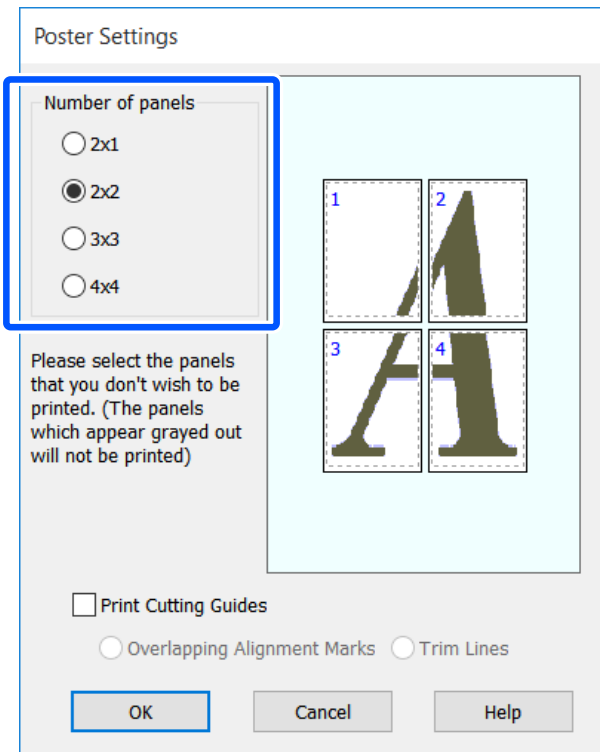 Poster Settings
Number of panels
2x1
2x2
3x3
4x4
1
2
3
4
Please select the panels
that you don't wish to be
printed. (The panels
which appear grayed out
will not be printed)
Print Cutting Guides
Overlapping Alignment Marks
Trim Lines
OK
Cancel
Help